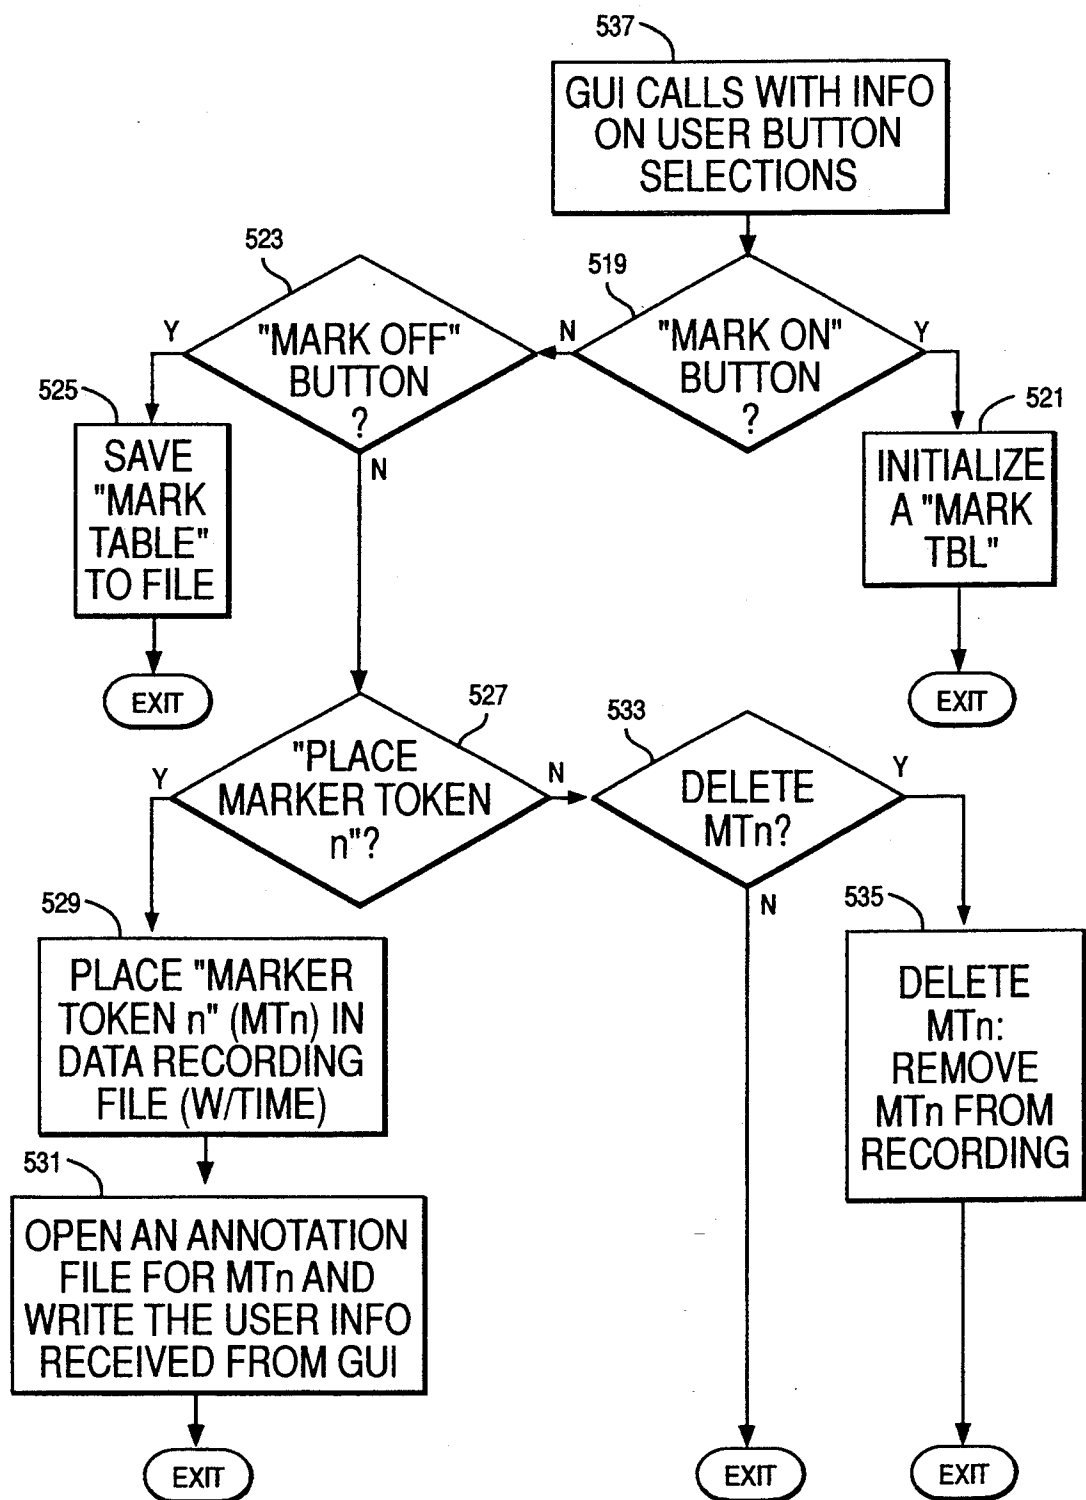 537
GUI CALLS WITH INFO
ON USER BUTTON
SELECTIONS
523
519
Y
"MARK OFF"
BUTTON
?
N
"MARK ON"
BUTTON
?
Y
525
N
521
SAVE
"MARK
TABLE"
TO FILE
INITIALIZE
A "MARK
TBL"
EXIT
EXIT
527
533
Y
"PLACE
MARKER TOKEN
n"?
N
DELETE
MTn?
Y
529
N
535
PLACE "MARKER
TOKEN n" (MTn) IN
DATA RECORDING
FILE (W/TIME)
DELETE
MTn:
REMOVE
MTn FROM
RECORDING
531
OPEN AN ANNOTATION
FILE FOR MTn AND
WRITE THE USER INFO
RECEIVED FROM GUI
EXIT
EXIT
EXIT